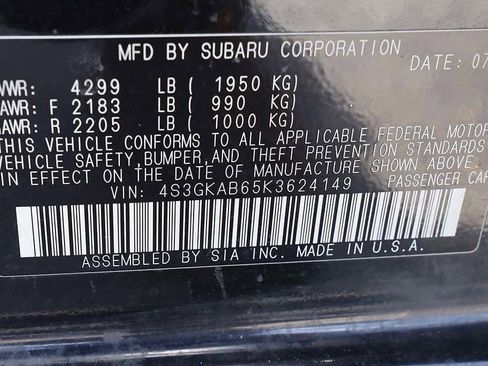 MFD BY SUBARU CORPORATION
DATE: 07
VWR: 4299 LB ( 1950 KG)
AWR: F 2183 LB ( 990 KG)
AWR: R 2205 LB ( 1000 KG)
THIS VEHICLE CONFORMS TO ALL APPLICABLE FEDERAL MOTOR
VEHICLE SAFETY, BUMPER, AND THEFT PREVENTION STANDARDS
IN EFFECT ON THE DATE OF MANUFACTURE SHOWN ABOVE.
VIN: 4S3GKAB65K3624149 PASSENGER CAR
ASSEMBLED BY SIA INC. MADE IN U.S.A.